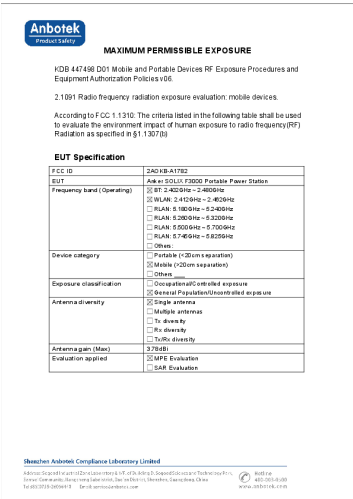 Anbotek
Product Safety
MAXIMUM PERMISSIBLE EXPOSURE
KDB 447498 D01 Mobile and Portable Devices RF Exposure Procedures and
Equipment Authorization Policies v06.
2.1091 Radio frequency radiation exposure evaluation: mobile devices.
According to FCC 1.1310: The criteria listed in the following table shall be used
to evaluate the environment impact of human exposure to radio frequency(RF)
Radiation as specified in §1.1307(b)
EUT Specification
FCC ID 2AOKB-A1782
EUT Anker SOLIX F3000 Portable Power Station
Frequency band (Operating) ☒ BT: 2.402GHz ~ 2.480GHz
☒ WLAN: 2.412GHz ~ 2.462GHz
☐ RLAN: 5.180GHz ~ 5.240GHz
☐ RLAN: 5.260GHz ~ 5.320GHz
☐ RLAN: 5.500GHz ~ 5.700GHz
☐ RLAN: 5.745GHz ~ 5.825GHz
☐ Others:
Device category ☐ Portable (<20cm separation)
☒ Mobile (>20cm separation)
☐ Others ___
Exposure classification ☐ Occupational/Controlled exposure
☒ General Population/Uncontrolled exposure
Antenna diversity ☒ Single antenna
☐ Multiple antennas
☐ Tx diversity
☐ Rx diversity
☐ Tx/Rx diversity
Antenna gain (Max) 3.78dBi
Evaluation applied ☒ MPE Evaluation
☐ SAR Evaluation
Shenzhen Anbotek Compliance Laboratory Limited
Hotline
400-003-0500
www.anbotek.com